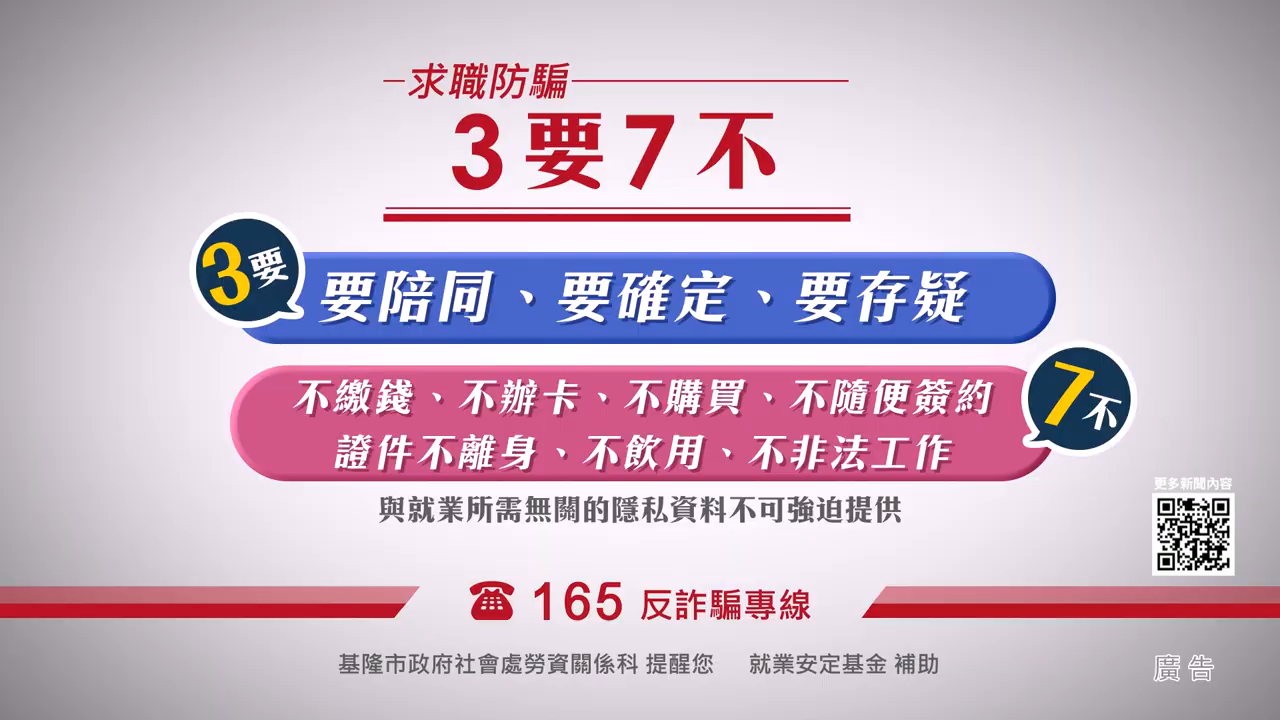 求職防騙
3要7不
3要
要陪同、要確定、要存疑
不繳錢、不辦卡、不購買、不隨便簽約
證件不離身、不飲用、不非法工作
7不
與就業所需無關的隱私資料不可強迫提供
更多新聞內容
165 反詐騙專線
基隆市政府社會處勞資關係科 提醒您 就業安定基金 補助
廣告